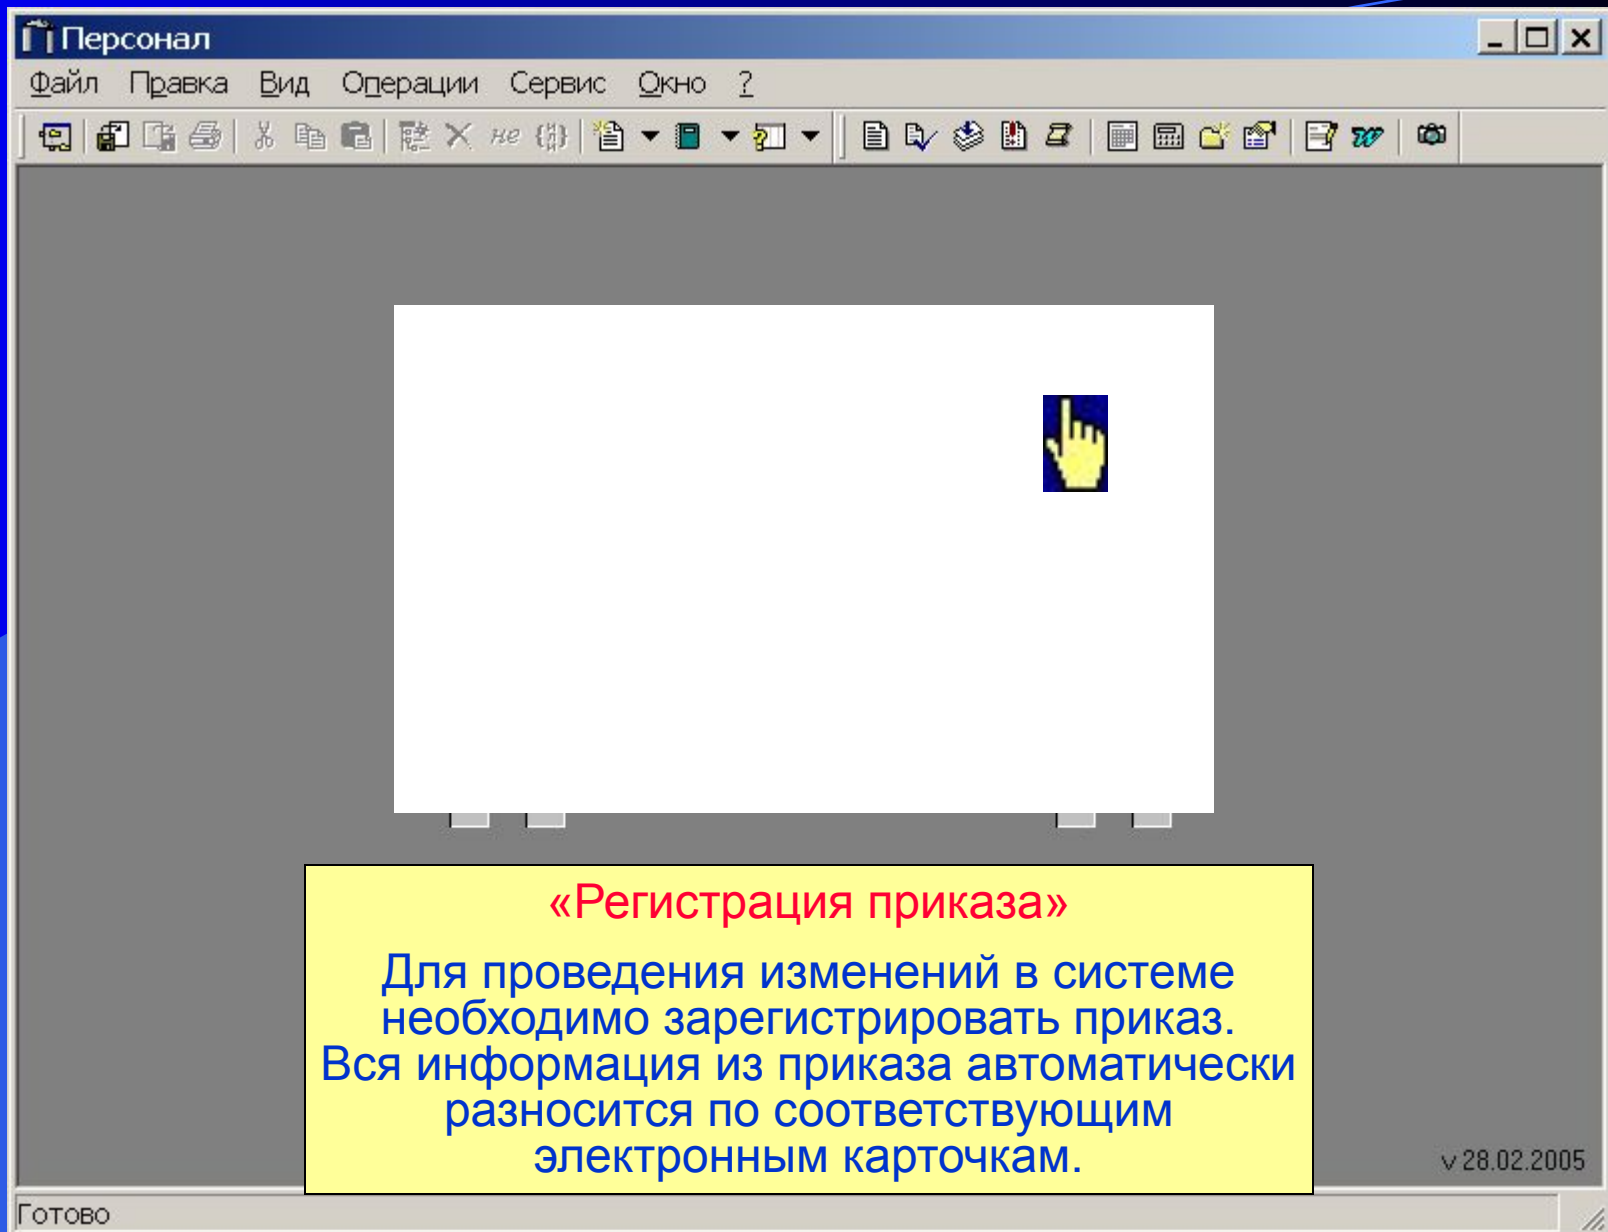 Персонал
Файл Правка Вид Операции Сервис Окно ?
не {#}
«Регистрация приказа»
Для проведения изменений в системе
необходимо зарегистрировать приказ.
Вся информация из приказа автоматически
разносится по соответствующим
электронным карточкам.
v 28.02.2005
Готово